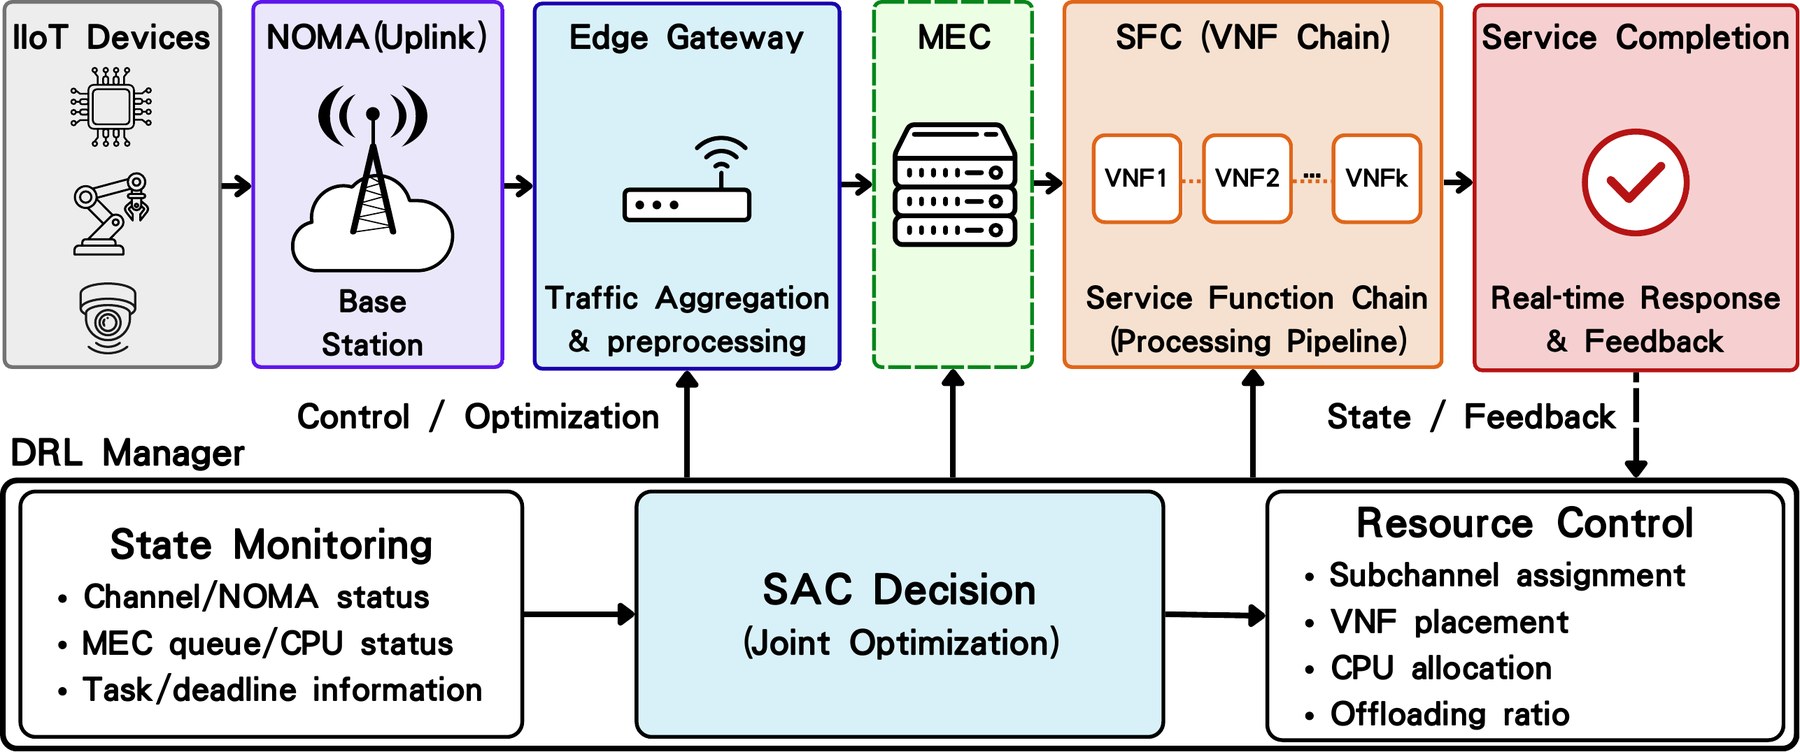 IIoT Devices
NOMA(Uplink)
Base
Station
Edge Gateway
Traffic Aggregation
& preprocessing
MEC
SFC (VNF Chain)
VNF1
VNF2
...
VNFk
Service Function Chain
(Processing Pipeline)
Service Completion
Real-time Response
& Feedback
Control / Optimization
State / Feedback
DRL Manager
State Monitoring
• Channel/NOMA status
• MEC queue/CPU status
• Task/deadline information
SAC Decision
(Joint Optimization)
Resource Control
• Subchannel assignment
• VNF placement
• CPU allocation
• Offloading ratio